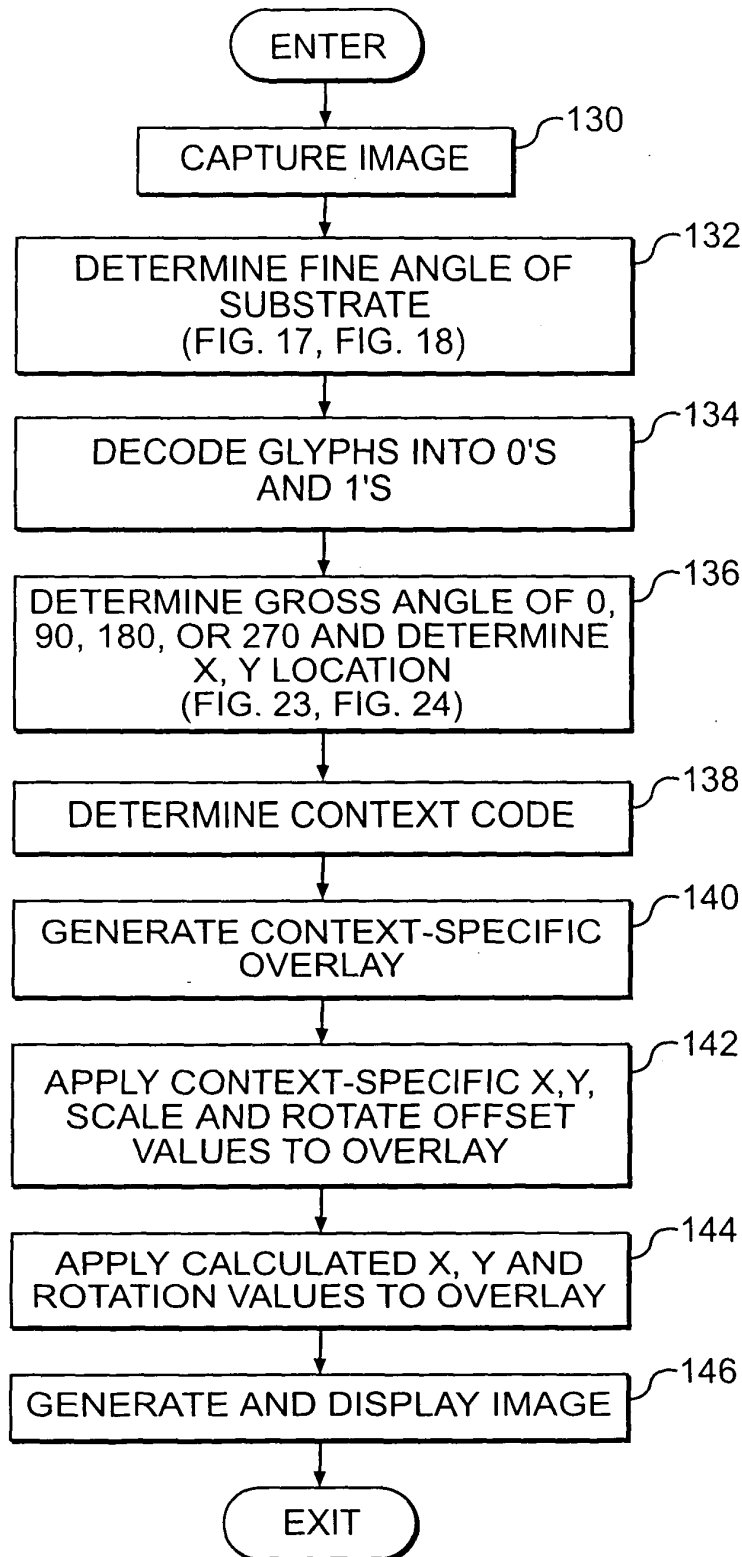 ENTER
130
CAPTURE IMAGE
132
DETERMINE FINE ANGLE OF
SUBSTRATE
(FIG. 17, FIG. 18)
134
DECODE GLYPHS INTO 0'S
AND 1'S
136
DETERMINE GROSS ANGLE OF 0,
90, 180, OR 270 AND DETERMINE
X, Y LOCATION
(FIG. 23, FIG. 24)
138
DETERMINE CONTEXT CODE
140
GENERATE CONTEXT-SPECIFIC
OVERLAY
142
APPLY CONTEXT-SPECIFIC X,Y,
SCALE AND ROTATE OFFSET
VALUES TO OVERLAY
144
APPLY CALCULATED X, Y AND
ROTATION VALUES TO OVERLAY
146
GENERATE AND DISPLAY IMAGE
EXIT